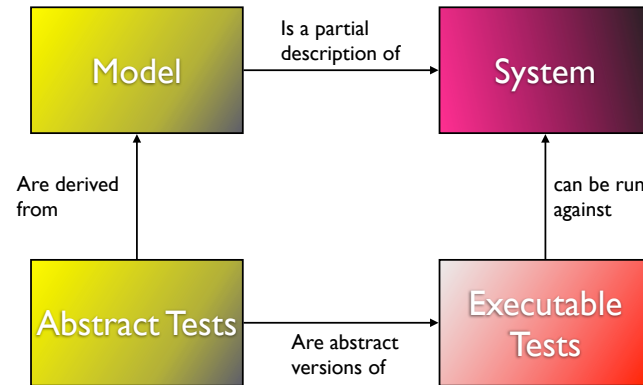 Model
Is a partial
description of
System
Are derived
from
can be run
against
Abstract Tests
Are abstract
versions of
Executable
Tests